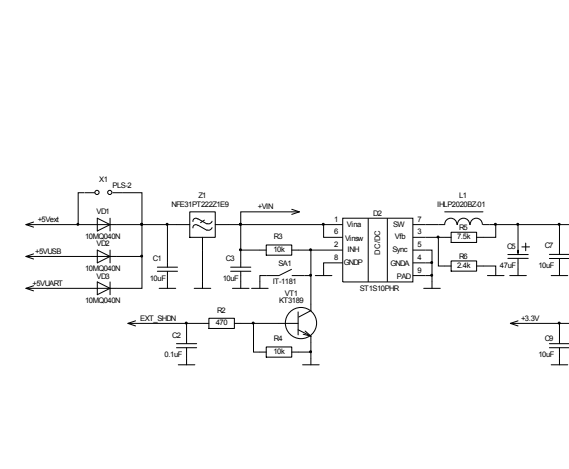 X1
PLS-2
+5Vext
VD1
10MQ040N
+5VUSB
VD2
10MQ040N
+5VUART
VD3
10MQ040N
C1
10uF
Z1
NFE31PT222Z1E9
+VIN
R3
10k
C3
10uF
SA1
IT-1181
VT1
KT3189
EXT_SHDN
R2
470
C2
0.1uF
R4
10k
D2
1 Vina SW 7
6 Vinsw Vfb 3
2 INH Sync 5
8 GNDP GNDA 4
PAD 9
DC/DC
ST1S10PHR
L1
IHLP2020BZ-01
R5
7.5k
R6
2.4k
C5
+
47uF
C7
10uF
+3.3V
C9
10uF